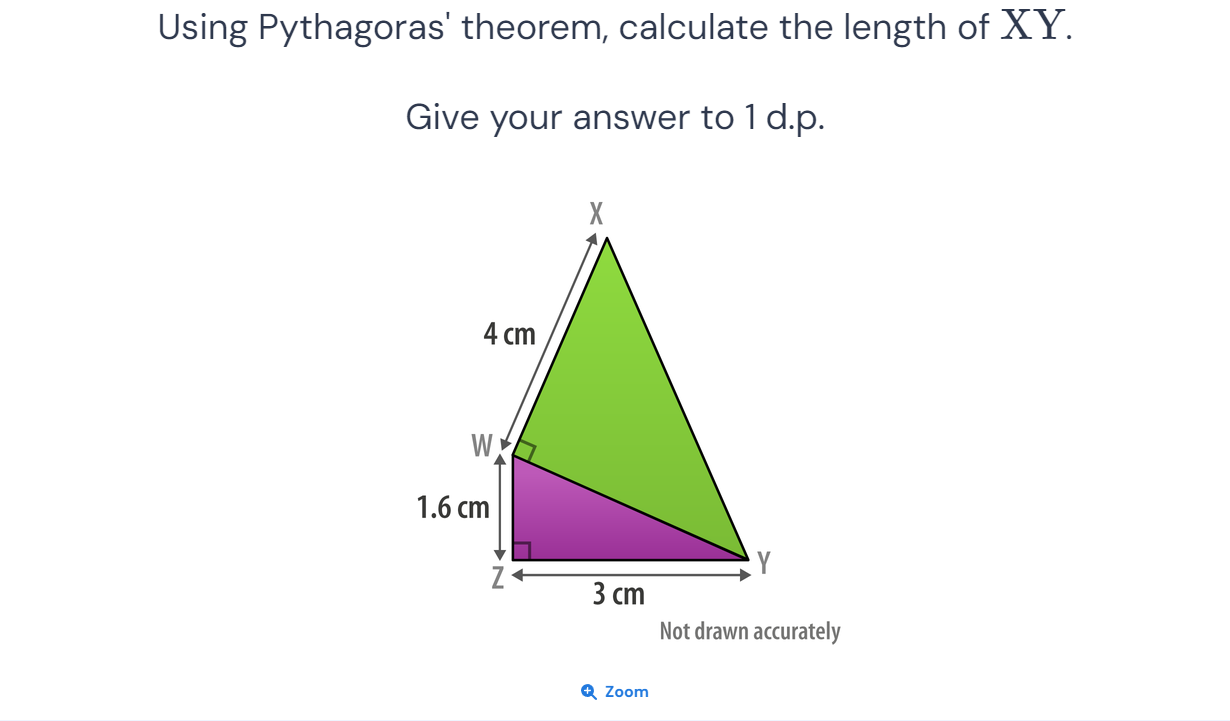 Using Pythagoras' theorem, calculate the length of XY.
Give your answer to 1 d.p.
X
4 cm
W
1.6 cm
Z
Y
3 cm
Not drawn accurately
Zoom